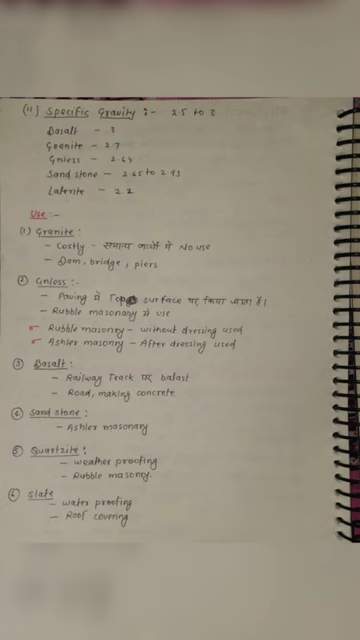 (11) Specific Gravity :- 2.5 to 3
Basalt - 3
Granite - 2.7
Gniess - 2.64
Sand stone - 2.65 to 2.95
Laterite - 2.2
Use :-
(1) Granite :
- Costly - समान्य कार्यों में No use
- Dam, bridge, piers
(2) Gniess :-
- Paving में Top surface पर किया जाता है।
- Rubble masonary में use
Rubble masonry - without dressing used
Ashler masonry - After dressing used
(3) Basalt :
- Railway Track पर balast
- Road, making concrete
(4) Sand stone :
- Ashler masonary
(5) Quartzite :
- weather proofing
- Rubble masonry.
(6) Slate
- water proofing
- Roof covering